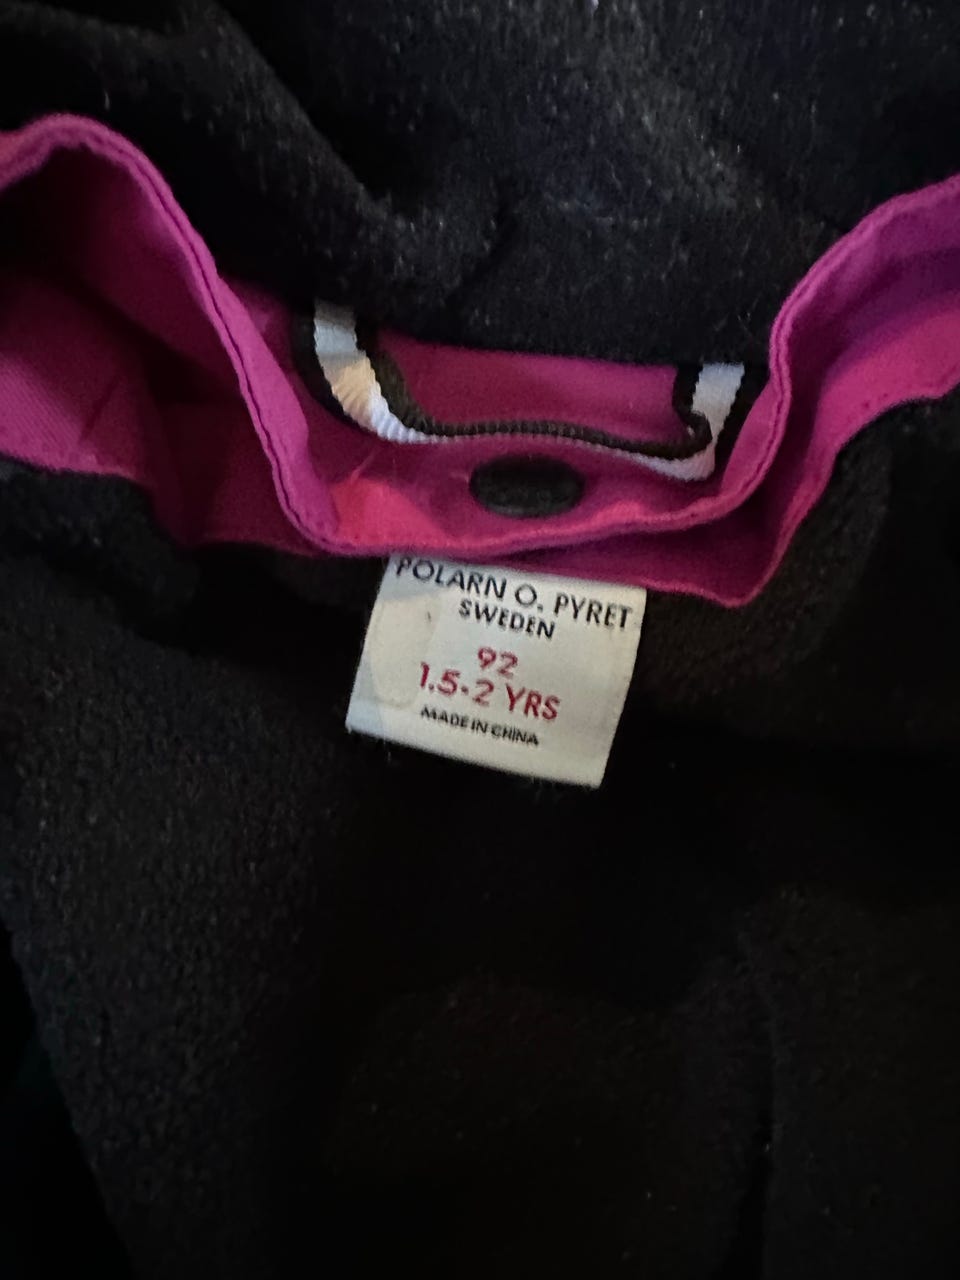 POLARN O. PYRET
SWEDEN
92
1.5-2 YRS
MADE IN CHINA